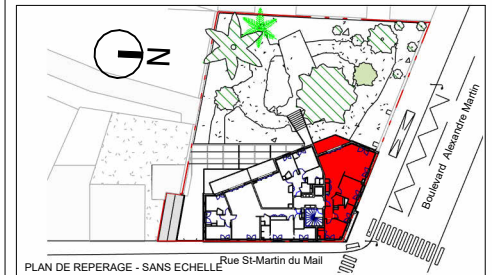 N
Boulevard Alexandre Martin
Rue St-Martin du Mail
PLAN DE REPERAGE - SANS ECHELLE